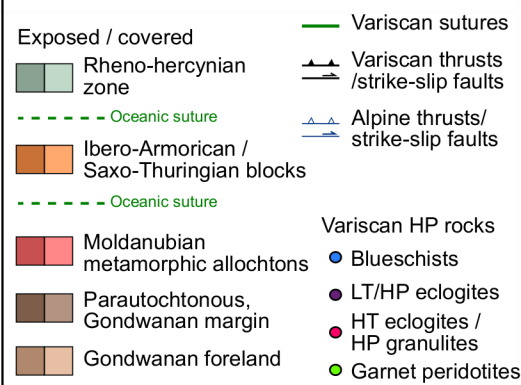 Exposed / covered
Rheno-hercynian
zone
Oceanic suture
Ibero-Armorican /
Saxo-Thuringian blocks
Oceanic suture
Moldanubian
metamorphic allochtons
Parautochtonous,
Gondwanan margin
Gondwanan foreland
Variscan sutures
Variscan thrusts
/strike-slip faults
Alpine thrusts/
strike-slip faults
Variscan HP rocks
Blueschists
LT/HP eclogites
HT eclogites /
HP granulites
Garnet peridotites